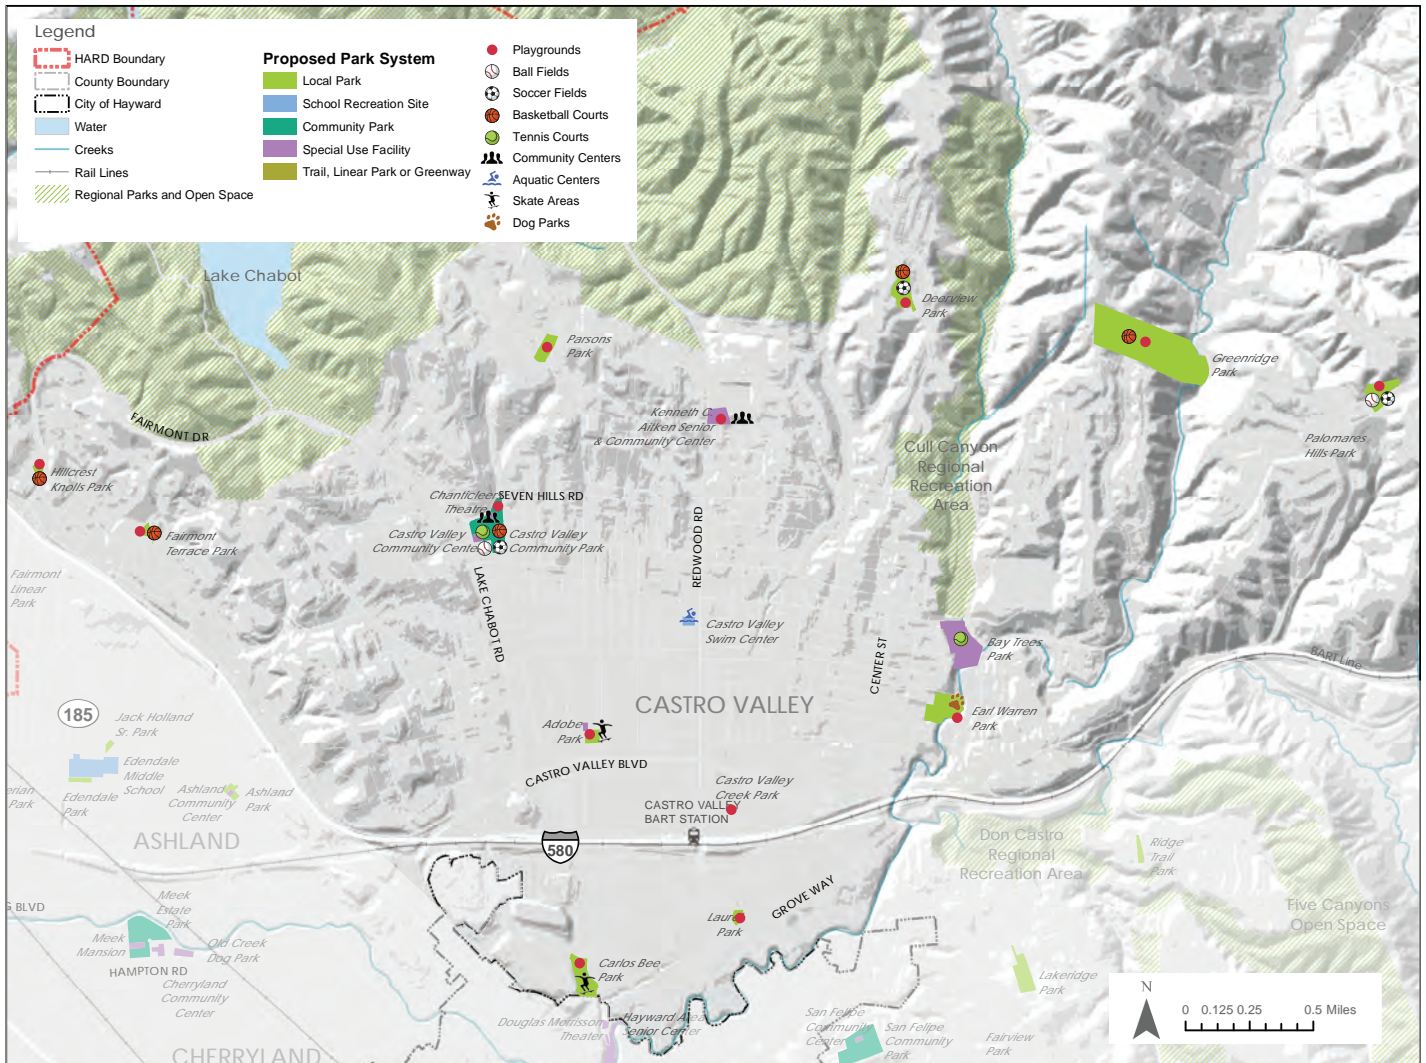 Legend
HARD Boundary
County Boundary
City of Hayward
Water
Creeks
Rail Lines
Regional Parks and Open Space
Proposed Park System
Local Park
School Recreation Site
Community Park
Special Use Facility
Trail, Linear Park or Greenway
Playgrounds
Ball Fields
Soccer Fields
Basketball Courts
Tennis Courts
Community Centers
Aquatic Centers
Skate Areas
Dog Parks
Lake Chabot
Deerview
Park
Parsons
Park
Greenridge
Park
Kenneth C.
Aitken Senior
& Community Center
FAIRMONT DR
Palomares
Hills Park
Cull Canyon
Regional
Recreation
Area
Hillcrest
Knolls Park
Chanticleer
Theatre
SEVEN HILLS RD
Castro Valley
Community Center
Castro Valley
Community Park
Fairmont
Terrace Park
REDWOOD RD
Fairmont
Linear
Park
LAKE CHABOT RD
Castro Valley
Swim Center
CENTER ST
Bay Trees
Park
BART Line
CASTRO VALLEY
185
Jack Holland
Sr. Park
Adobe
Park
Earl Warren
Park
Edendale
Middle
School
CASTRO VALLEY BLVD
Castro Valley
Creek Park
erian
Park
Edendale
Park
Ashland
Community
Center
Ashland
Park
CASTRO VALLEY
BART STATION
ASHLAND
580
Don Castro
Regional
Recreation Area
Ridge
Trail
Park
GROVE WAY
G BLVD
Meek
Estate
Park
Laurel
Park
Five Canyons
Open Space
Meek
Mansion
Old Creek
Dog Park
HAMPTON RD
Carlos Bee
Park
Lakeridge
Park
Cherryland
Community
Center
Douglas Morrisson
Theater
Hayward Area
Senior Center
San Felipe
Community
Center
San Felipe
Community
Park
Fairview
Park
CHERRYLAND
N
0 0.125 0.25 0.5 Miles